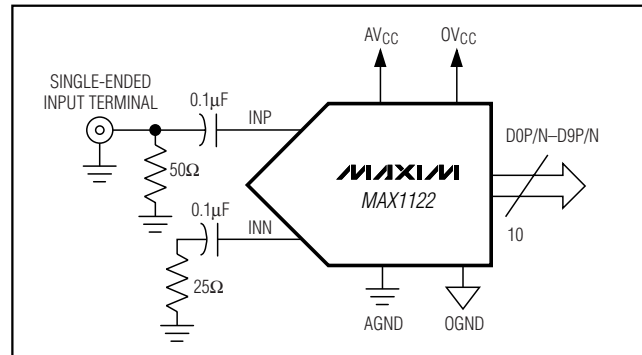 AVCC
OVCC
SINGLE-ENDED
INPUT TERMINAL
0.1µF
INP
D0P/N–D9P/N
50Ω
MAXIM
MAX1122
0.1µF
INN
10
25Ω
AGND
OGND